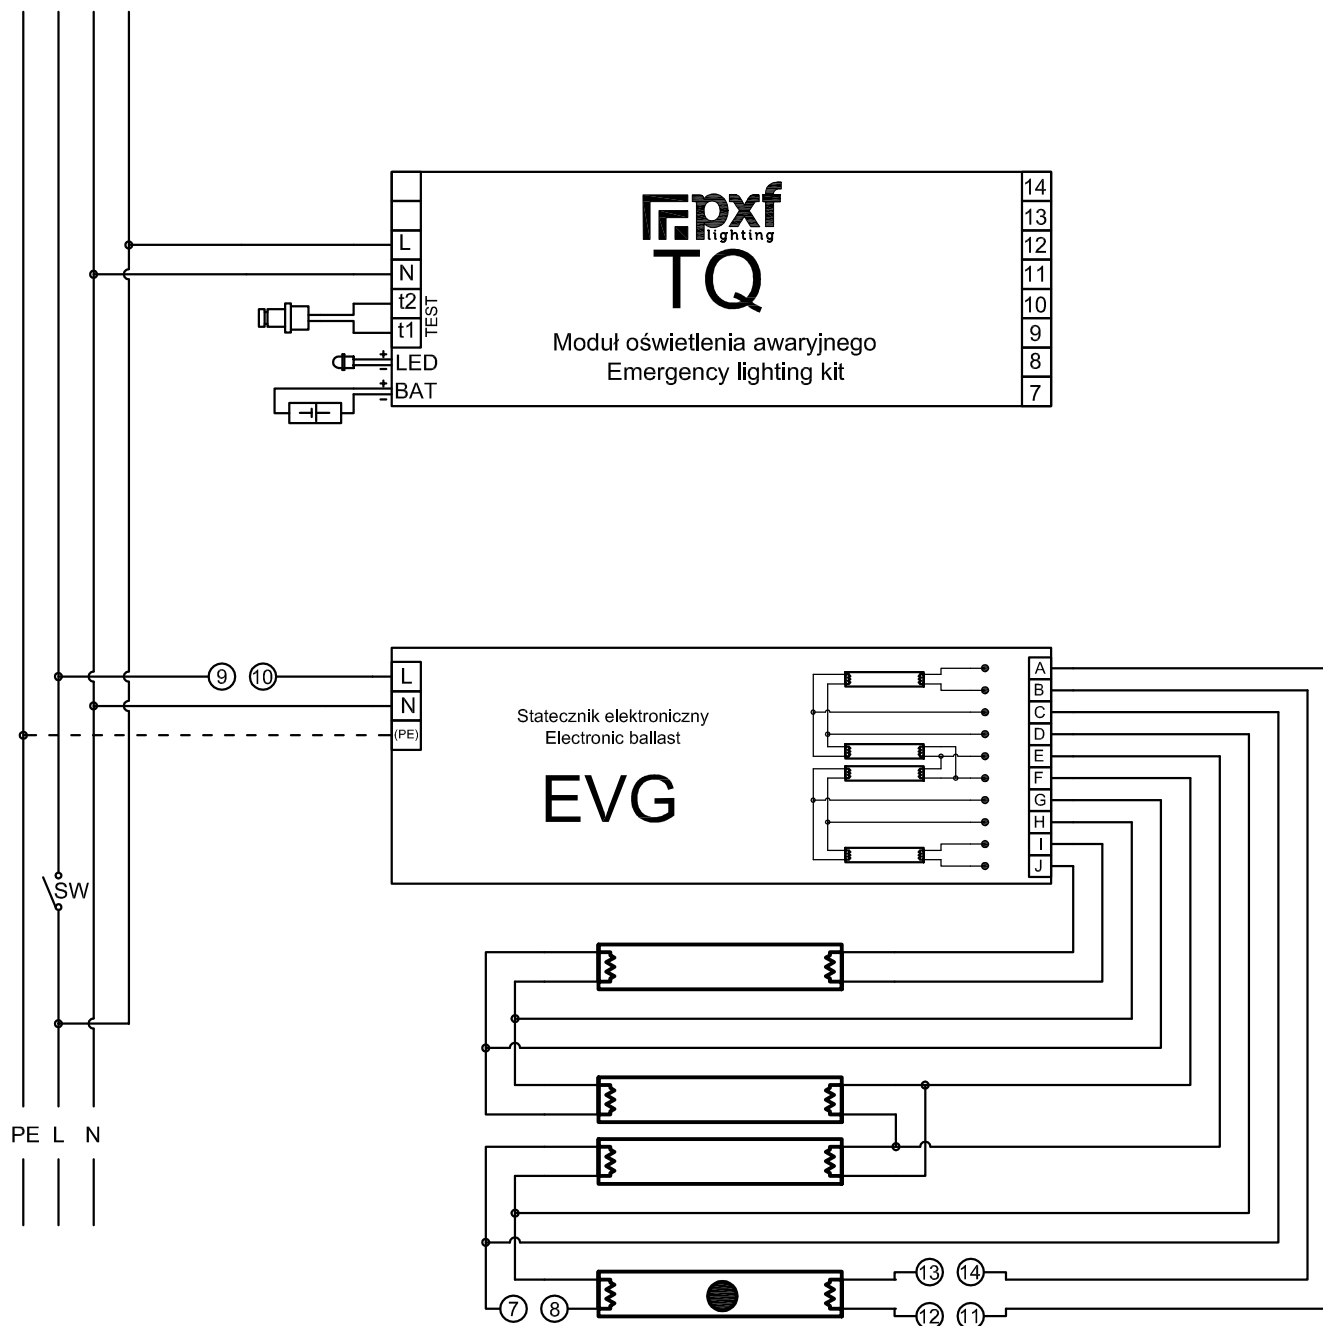 pxf
lighting
TQ
Moduł oświetlenia awaryjnego
Emergency lighting kit
L
N
t2
t1
TEST
+
-
LED
+
-
BAT
14
13
12
11
10
9
8
7
9 10
L
N
(PE)
Statecznik elektroniczny
Electronic ballast
EVG
A
B
C
D
E
F
G
H
I
J
SW
PE L N
13 14
7 8
12 11